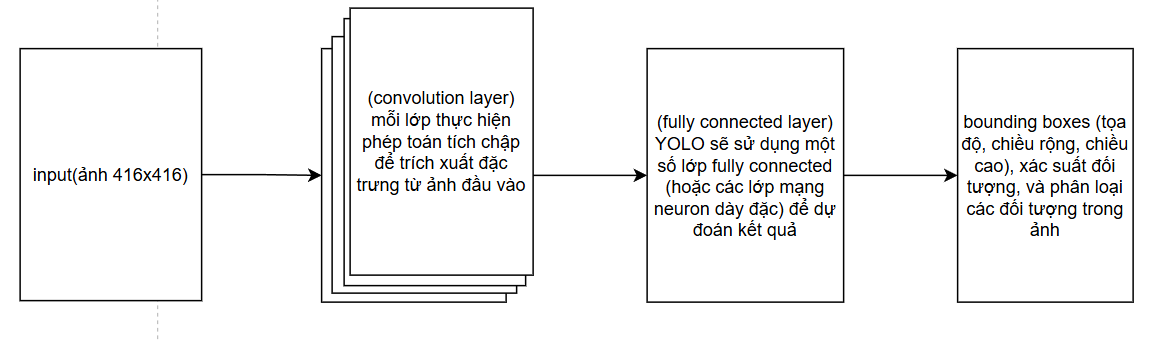 input(ảnh 416x416)
(convolution layer)
mỗi lớp thực hiện
phép toán tích chập
để trích xuất đặc
trưng từ ảnh đầu vào
(fully connected layer)
YOLO sẽ sử dụng một
số lớp fully connected
(hoặc các lớp mạng
neuron dày đặc) để dự
đoán kết quả
bounding boxes (tọa
độ, chiều rộng, chiều
cao), xác suất đối
tượng, và phân loại
các đối tượng trong
ảnh